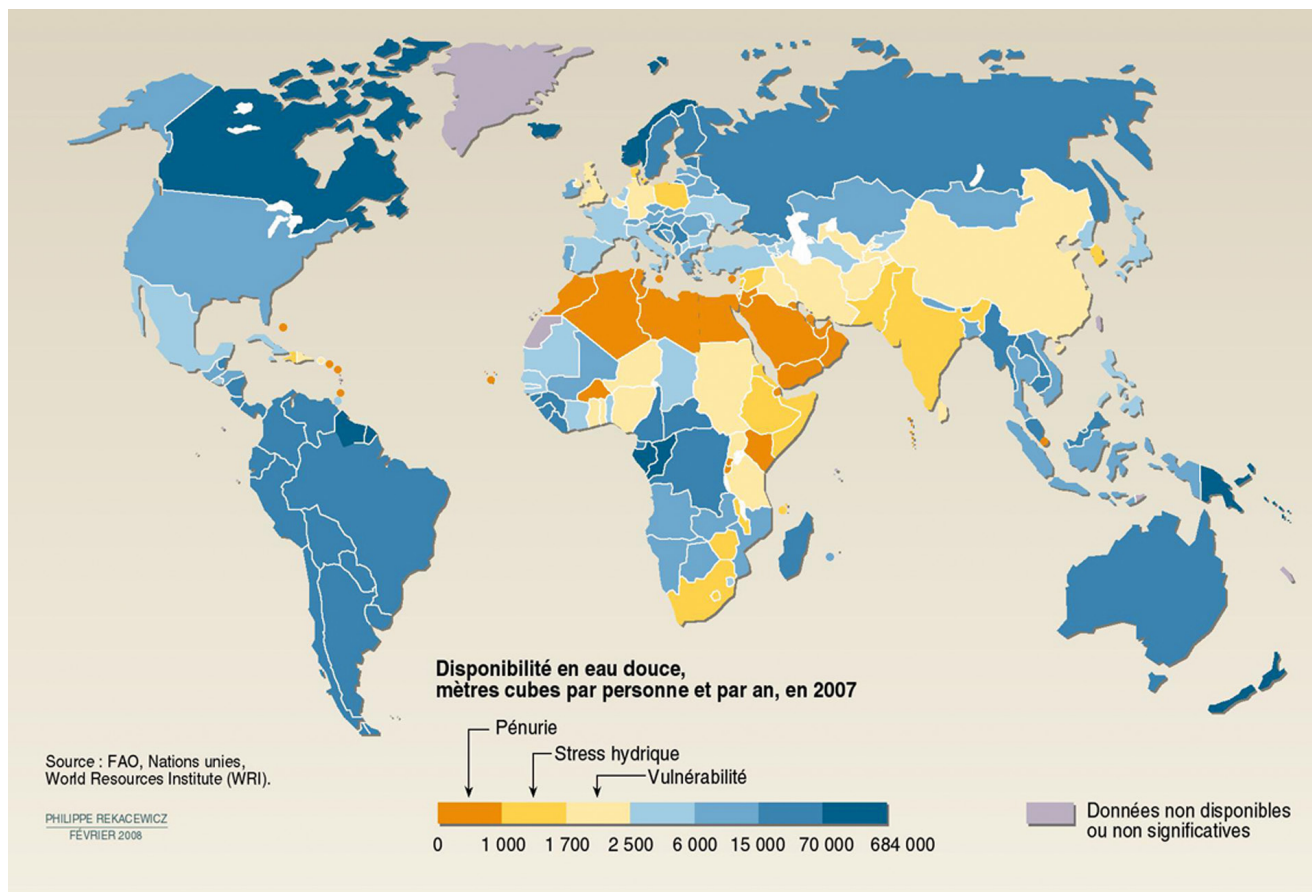 Disponibilité en eau douce,
mètres cubes par personne et par an, en 2007
Pénurie
Stress hydrique
Vulnérabilité
0 1 000 1 700 2 500 6 000 15 000 70 000 684 000
Source : FAO, Nations unies,
World Resources Institute (WRI).
PHILIPPE REKACEWICZ
FÉVRIER 2008
Données non disponibles
ou non significatives